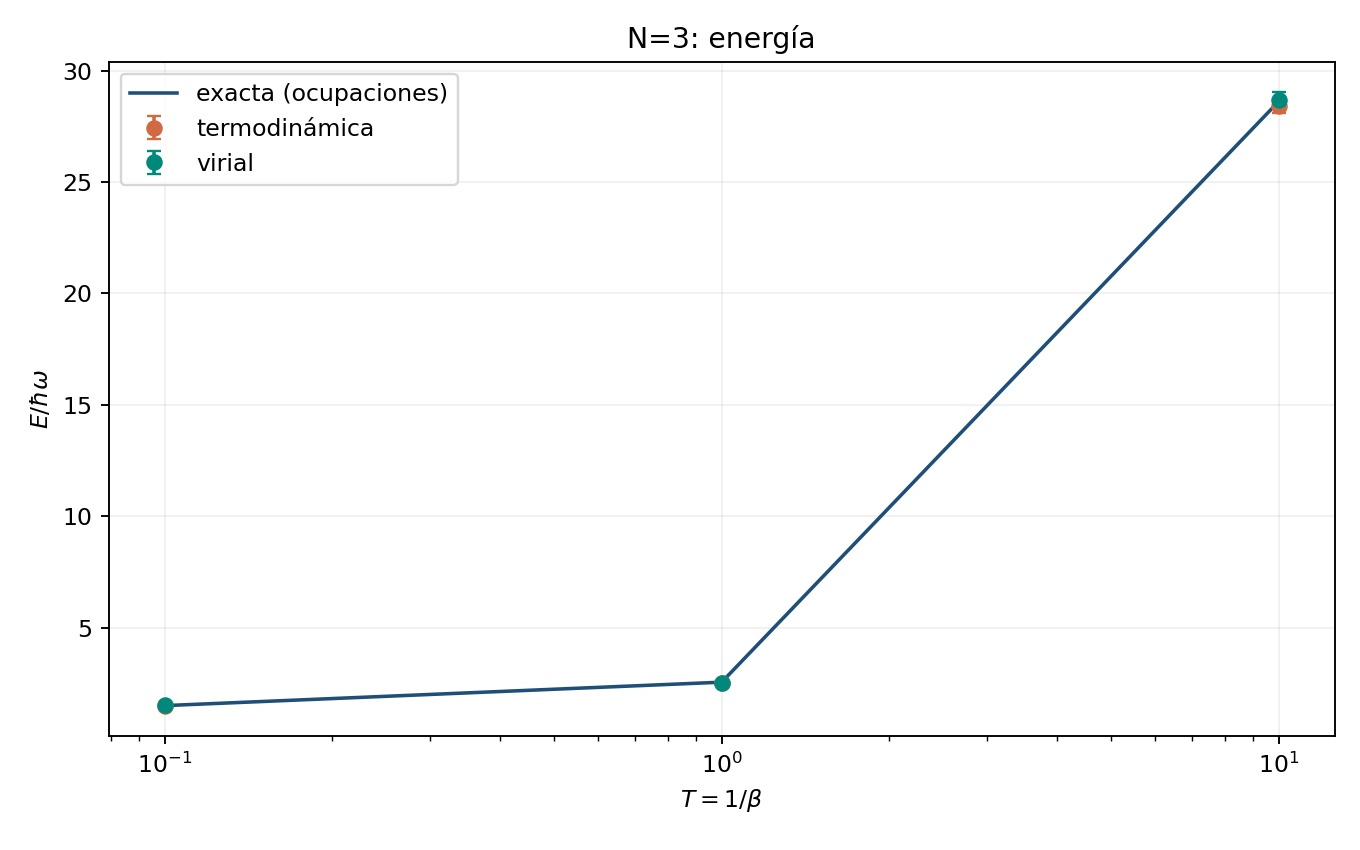 N=3: energía
exacta (ocupaciones)
termodinámica
virial
E/ħω
30
25
20
15
10
5
10⁻¹
10⁰
10¹
T = 1/β